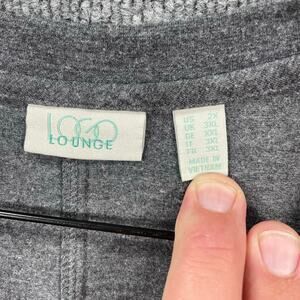 LOGO
LOUNGE
US 2X
UK 3XL
DE XXL
IT 3XL
FR 3XL
MADE IN
VIETNAM